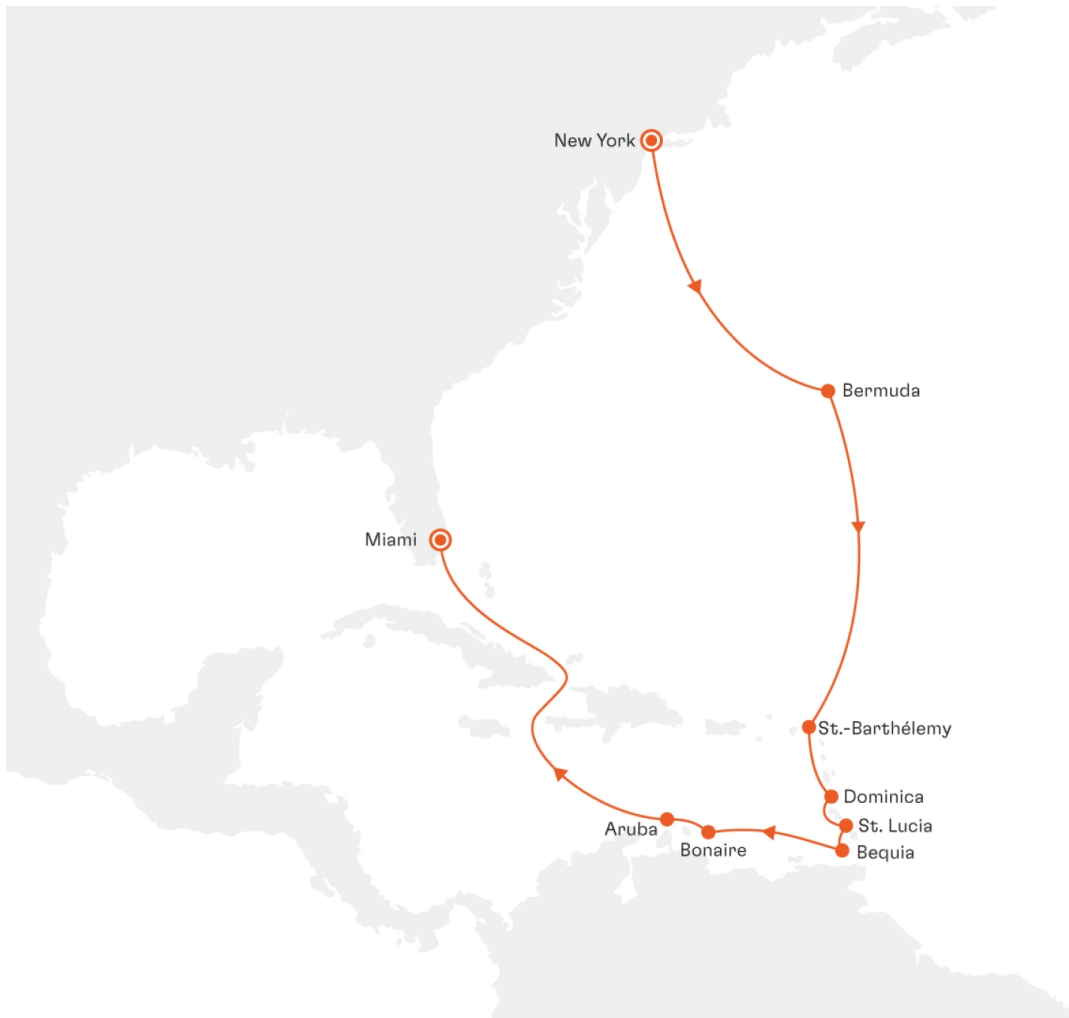 New York
Bermuda
Miami
St.-Barthélemy
Dominica
St. Lucia
Aruba
Bonaire
Bequia